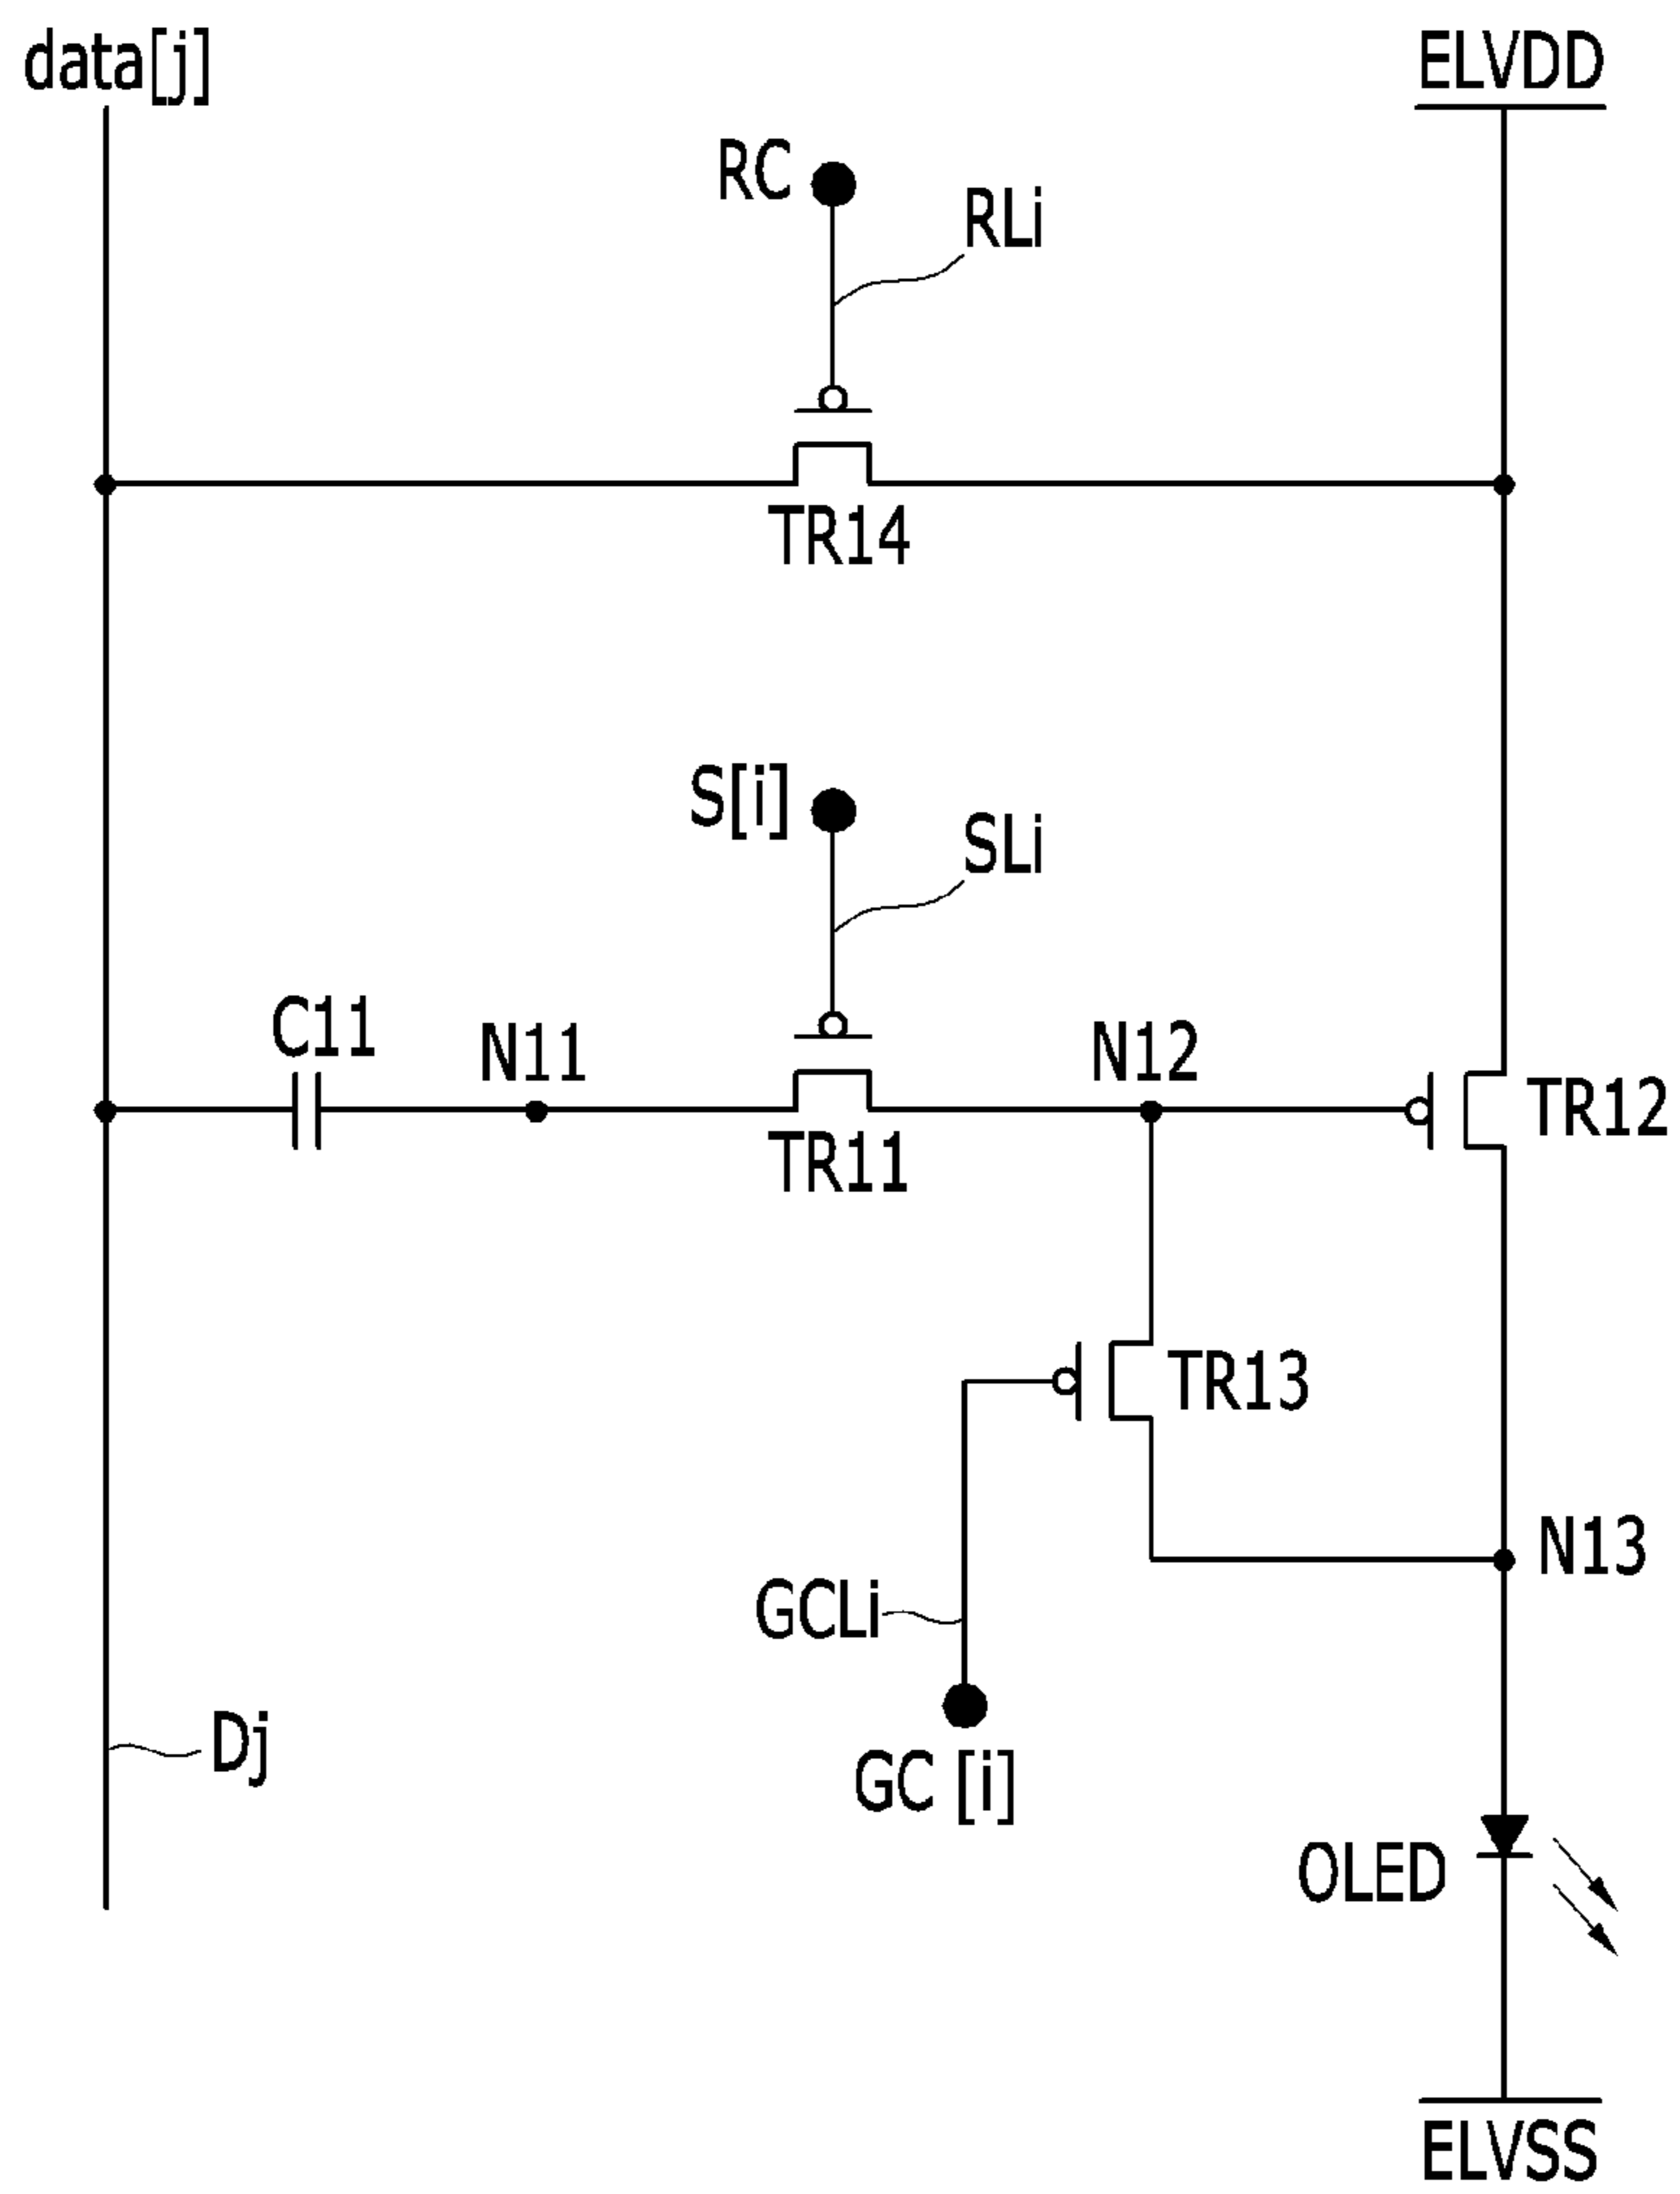 data[j]
ELVDD
RC
RLi
TR14
S[i]
SLi
C11
N11
N12
TR12
TR11
TR13
N13
GCLi
Dj
GC [i]
OLED
ELVSS